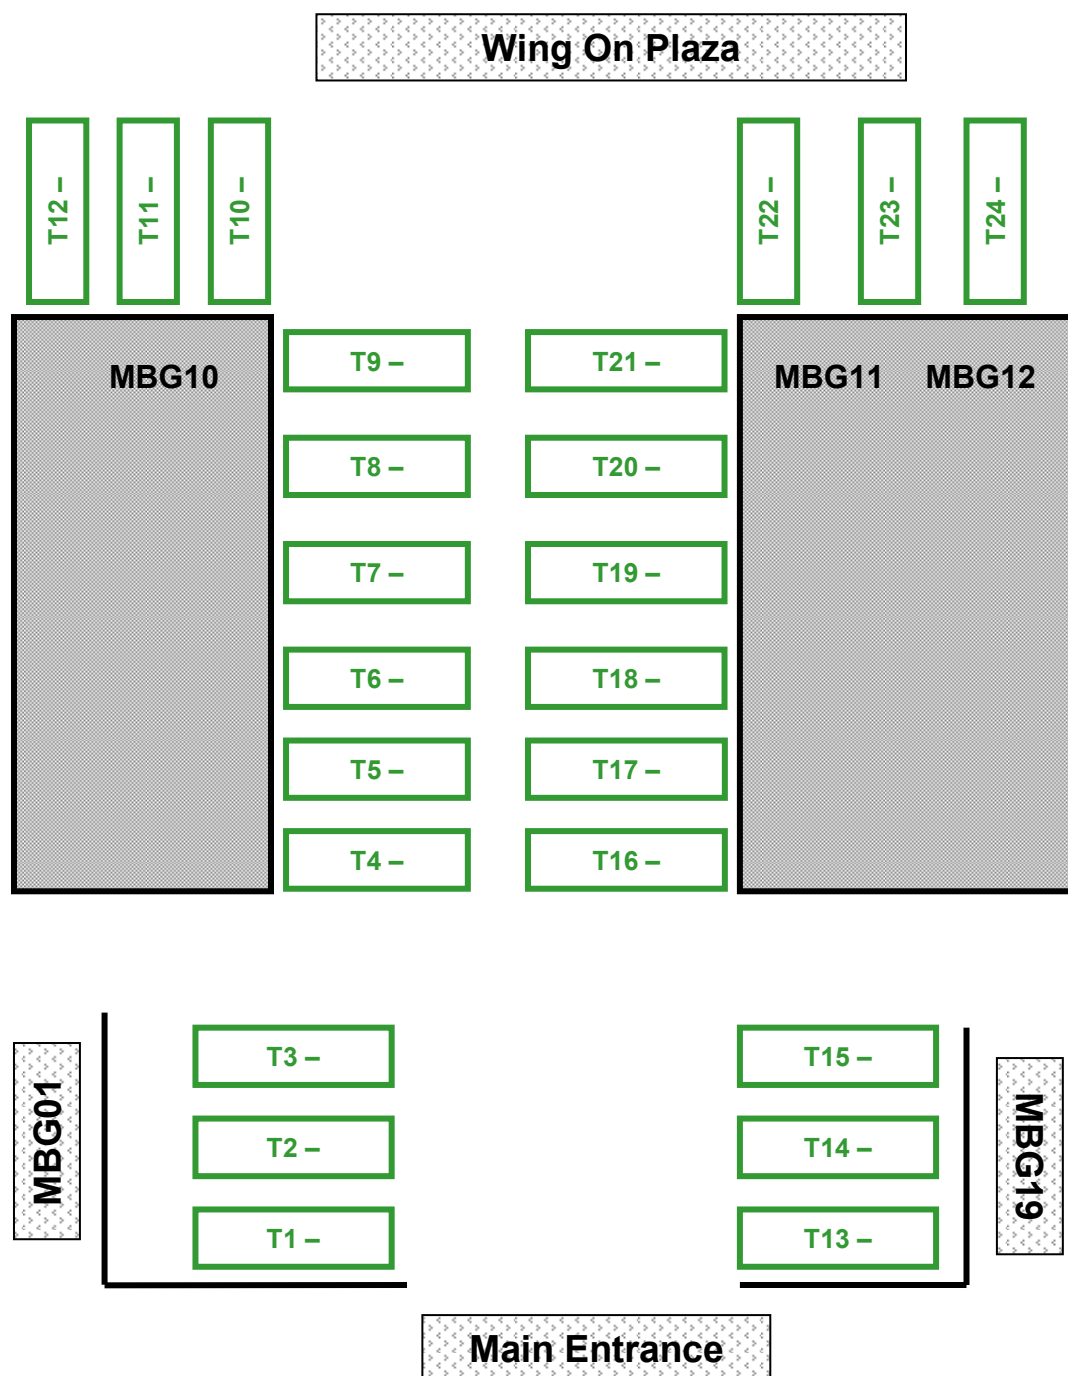 Wing On Plaza
T12 –
T11 –
T10 –
T22 –
T23 –
T24 –
MBG10
T9 –
T21 –
MBG11
MBG12
T8 –
T20 –
T7 –
T19 –
T6 –
T18 –
T5 –
T17 –
T4 –
T16 –
MBG01
T3 –
T15 –
MBG19
T2 –
T14 –
T1 –
T13 –
Main Entrance